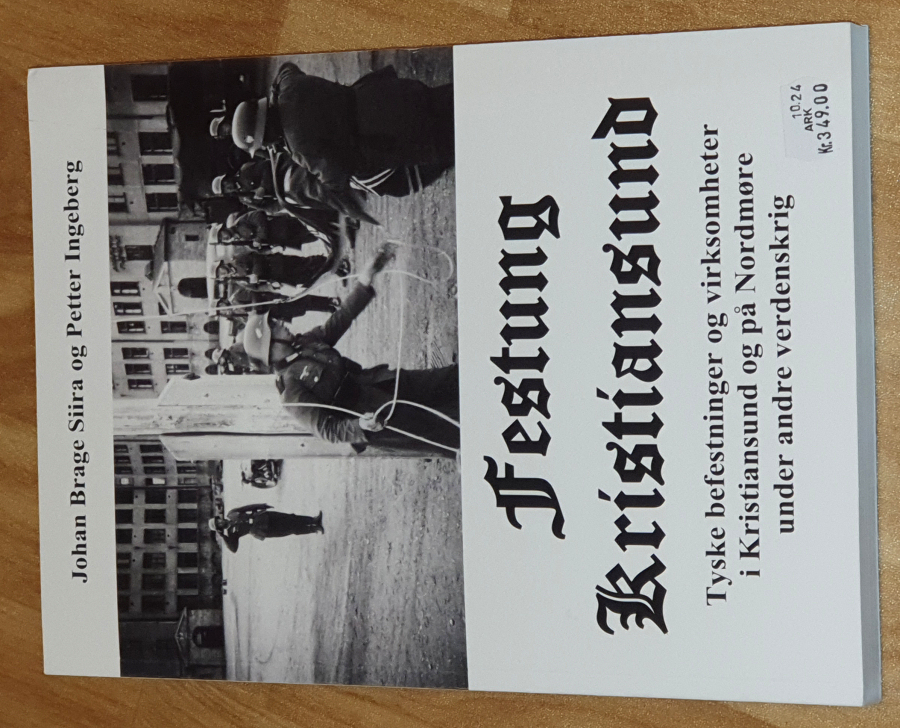 Johan Brage Siira og Petter Ingeberg
Festung
Kristiansund
Tyske befestninger og virksomheter
i Kristiansund og på Nordmøre
under andre verdenskrig
10.24
ARK
Kr.349.00